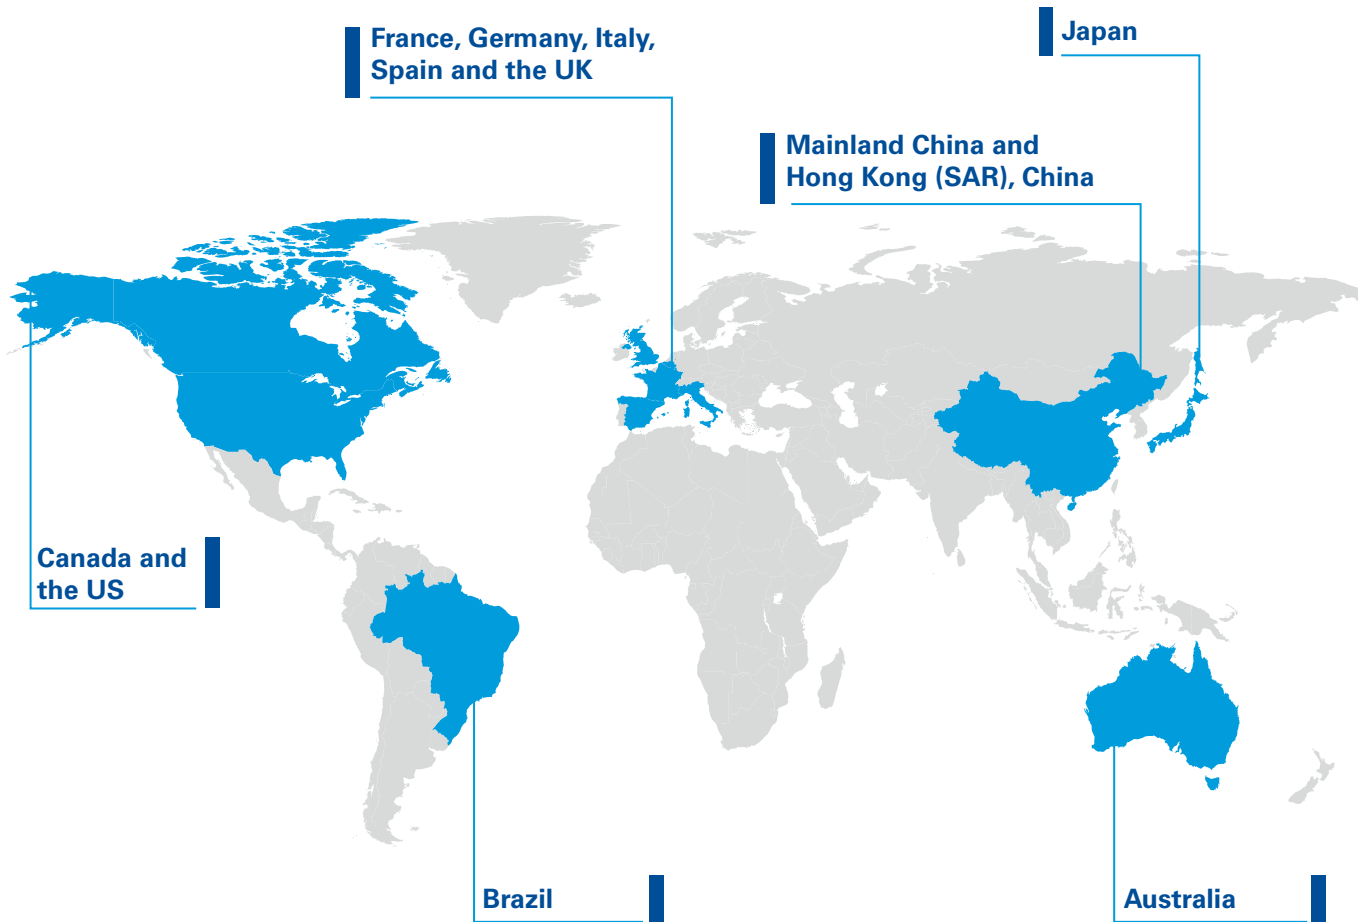 France, Germany, Italy,
Spain and the UK
Japan
Mainland China and
Hong Kong (SAR), China
Canada and
the US
Brazil
Australia